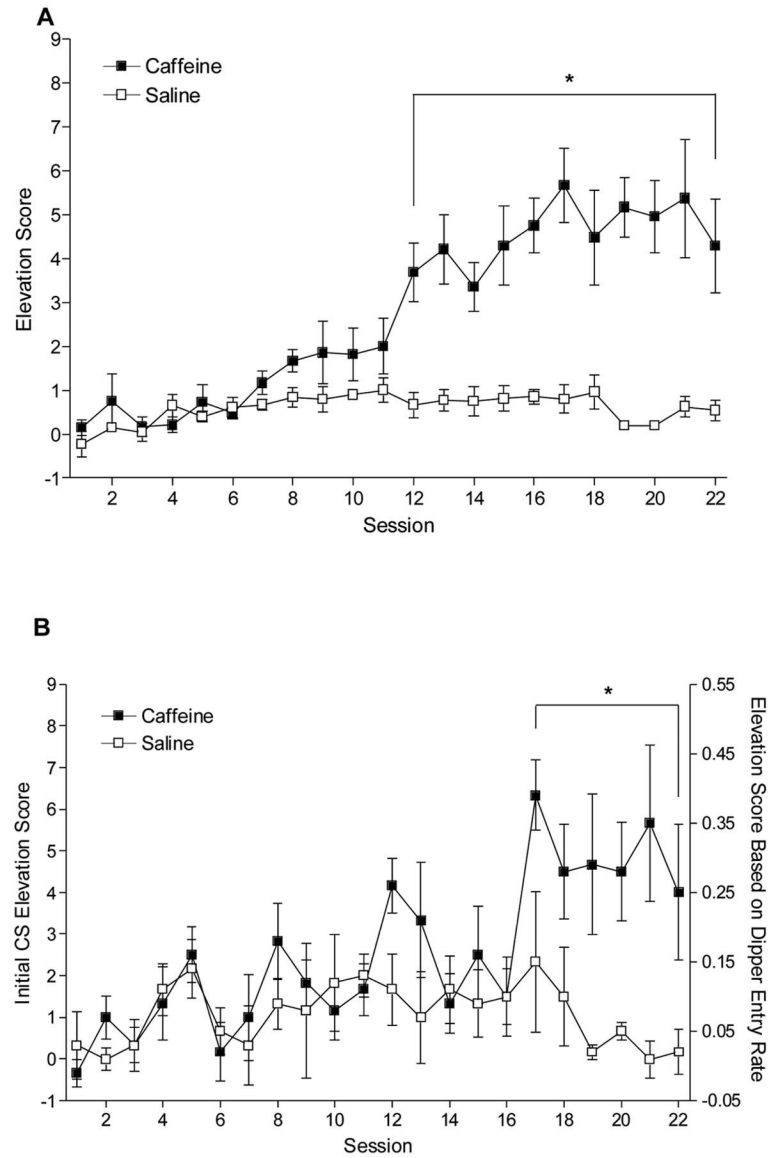 A
9
8
7
6
5
4
3
2
1
0
-1
Elevation Score
Caffeine
Saline
*
2 4 6 8 10 12 14 16 18 20 22
Session
B
9
8
7
6
5
4
3
2
1
0
-1
Initial CS Elevation Score
Caffeine
Saline
*
0.55
0.45
0.35
0.25
0.15
0.05
-0.05
Elevation Score Based on Dipper Entry Rate
2 4 6 8 10 12 14 16 18 20 22
Session